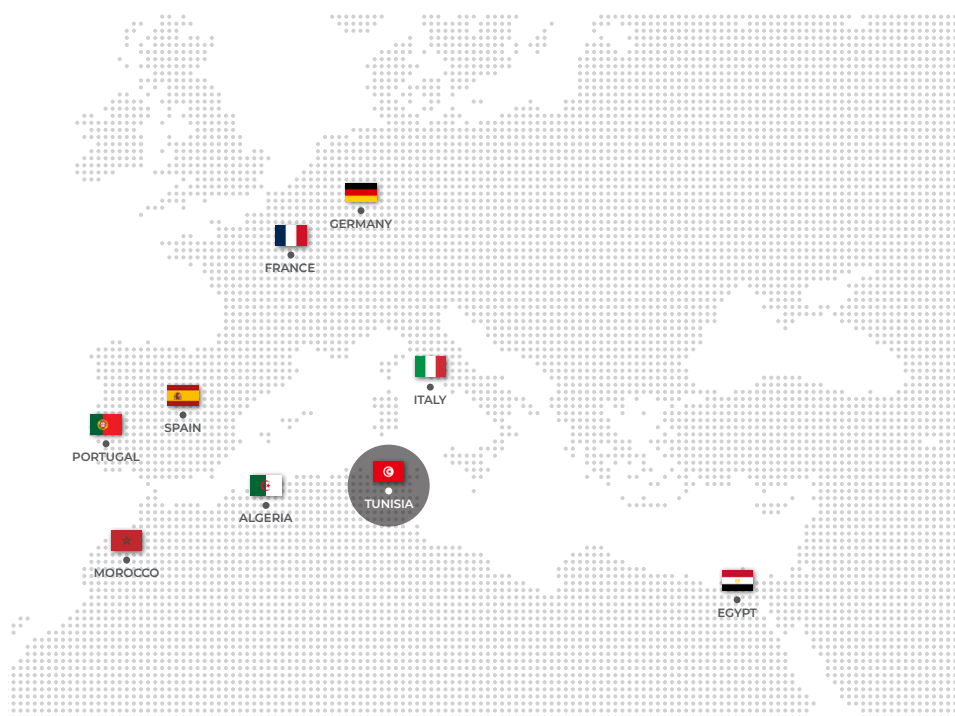 GERMANY
FRANCE
ITALY
SPAIN
PORTUGAL
TUNISIA
ALGERIA
MOROCCO
EGYPT